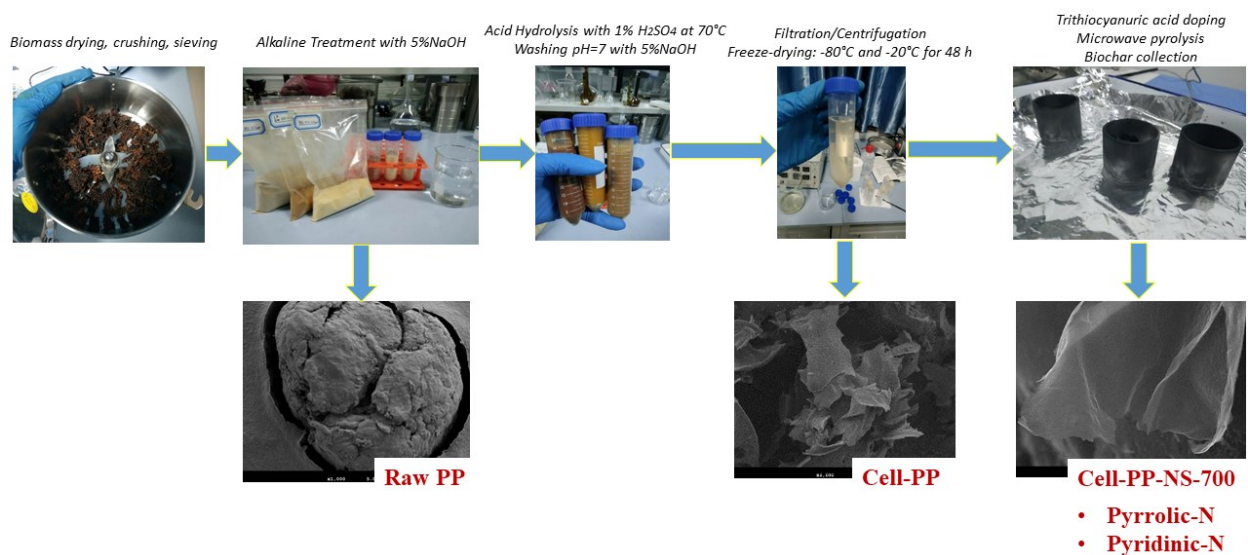 Biomass drying, crushing, sieving
Alkaline Treatment with 5%NaOH
Acid Hydrolysis with 1% H₂SO₄ at 70°C
Washing pH=7 with 5%NaOH
Filtration/Centrifugation
Freeze-drying: -80°C and -20°C for 48 h
Trithiocyanuric acid doping
Microwave pyrolysis
Biochar collection
Raw PP
Cell-PP
Cell-PP-NS-700
• Pyrrolic-N
• Pyridinic-N